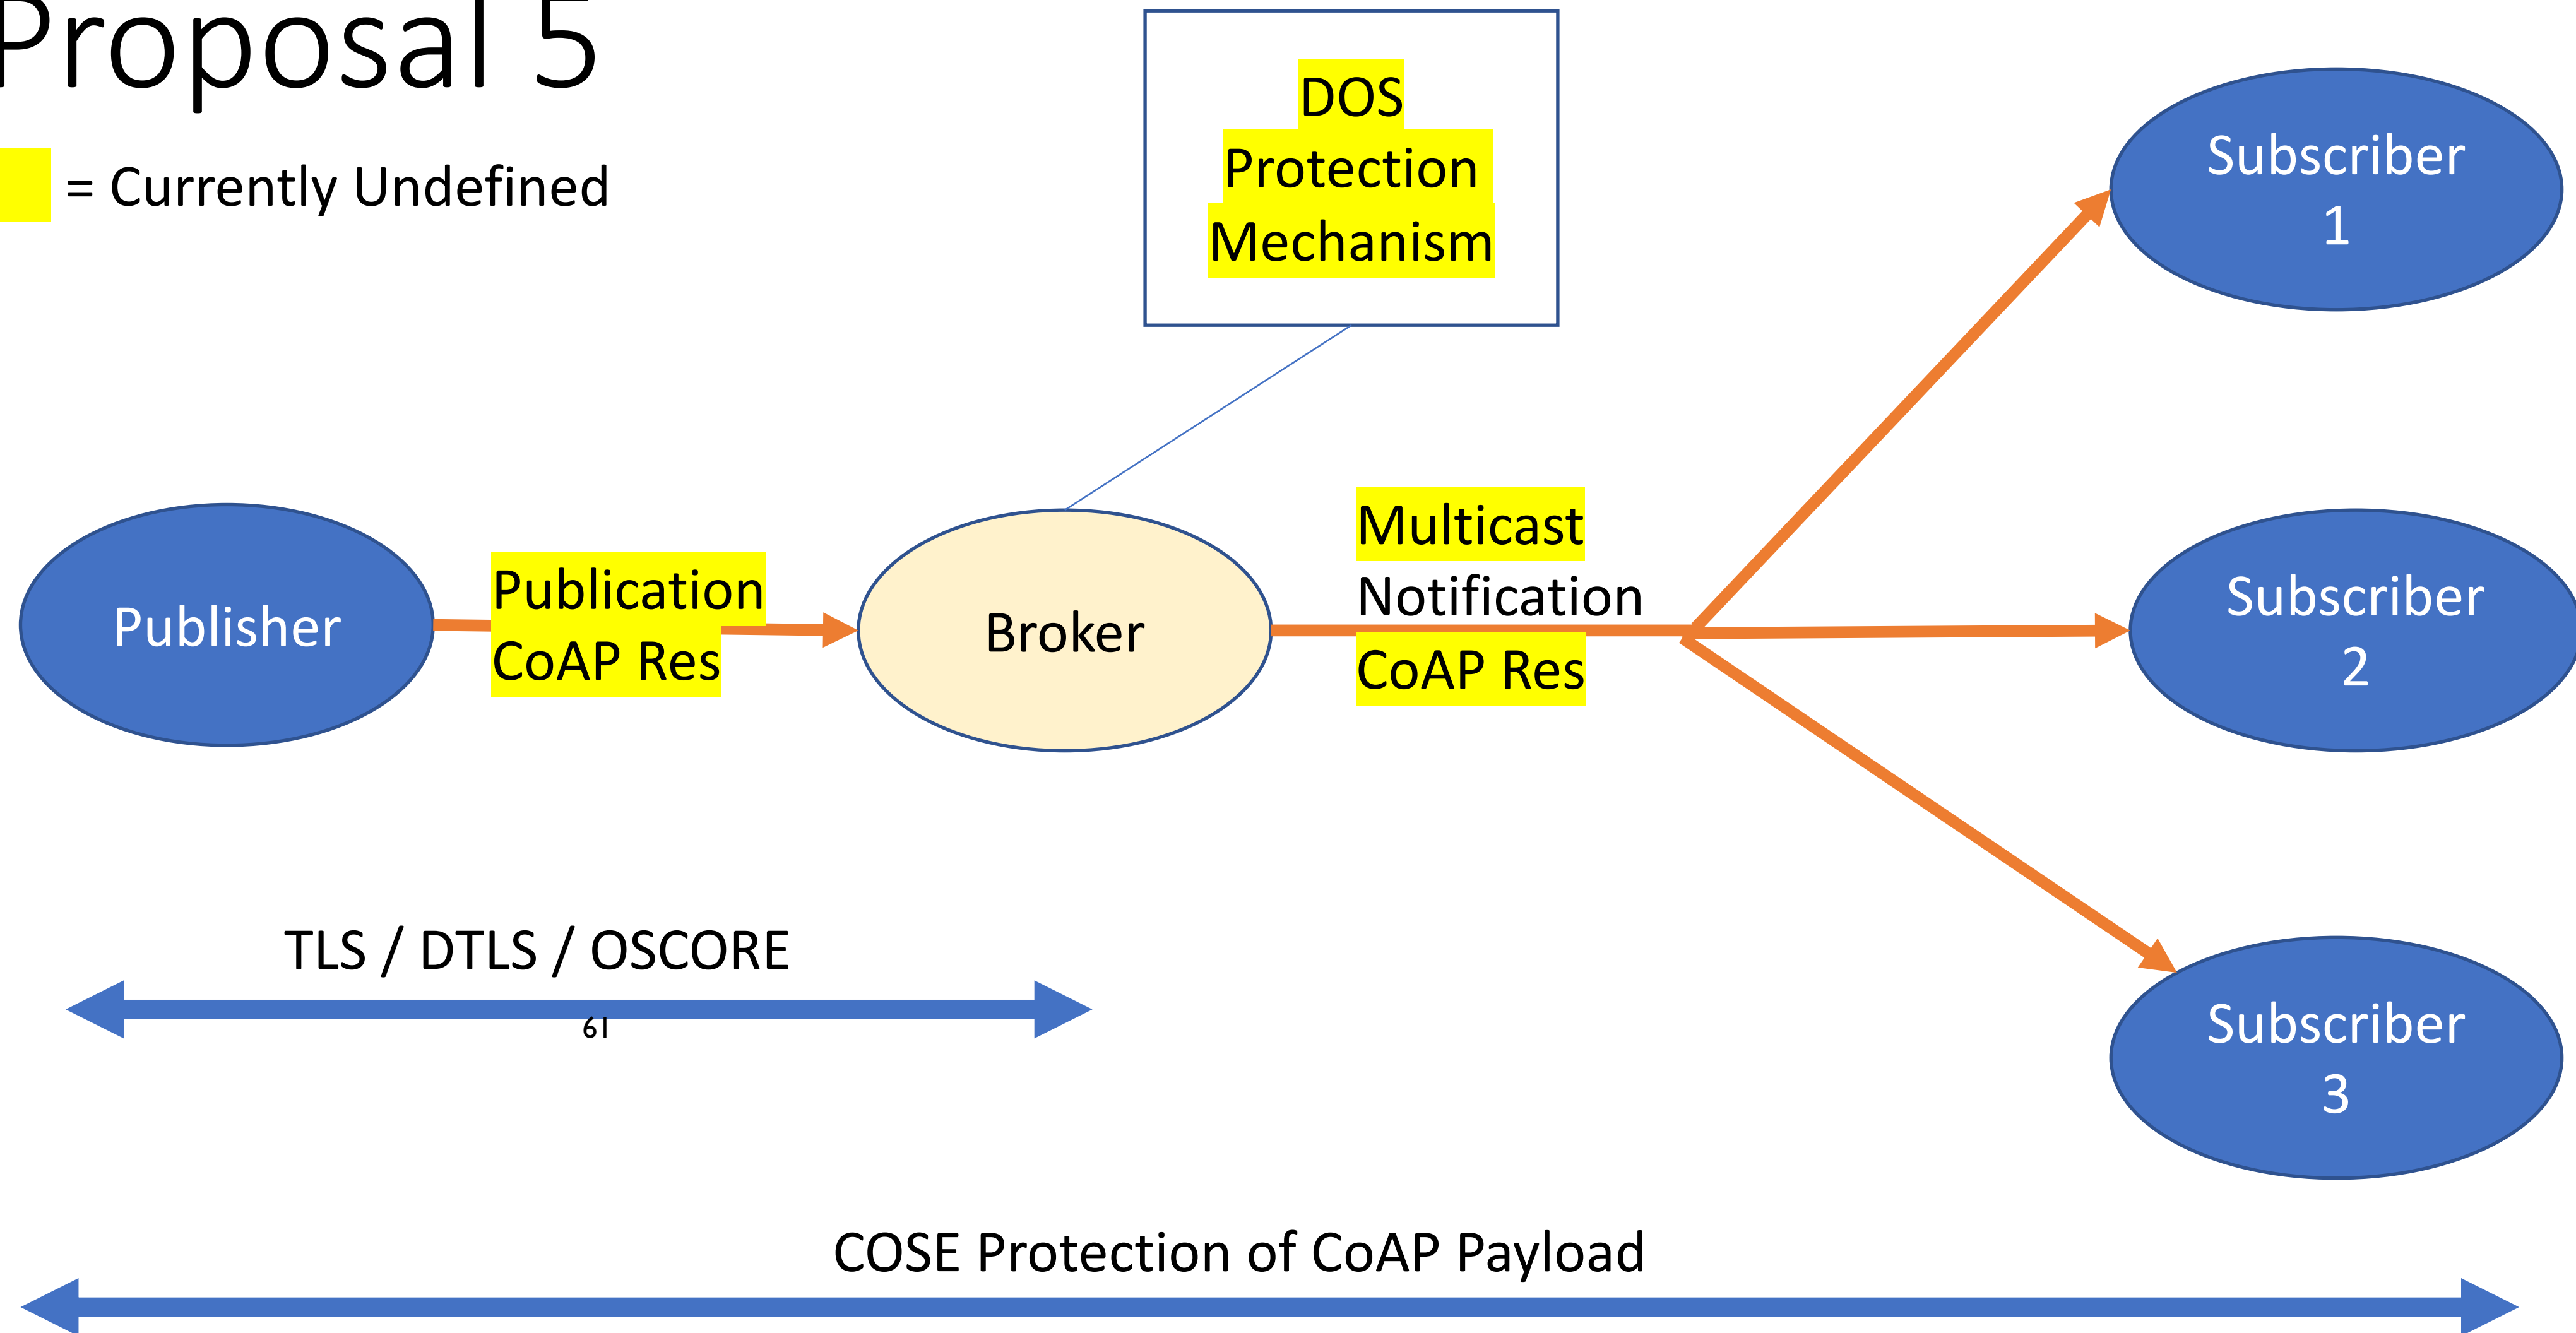 Proposal 5
= Currently Undefined
DOS
Protection
Mechanism
Subscriber
1
Publisher
Publication
CoAP Res
Broker
Multicast
Notification
CoAP Res
Subscriber
2
TLS / DTLS / OSCORE
61
Subscriber
3
COSE Protection of CoAP Payload